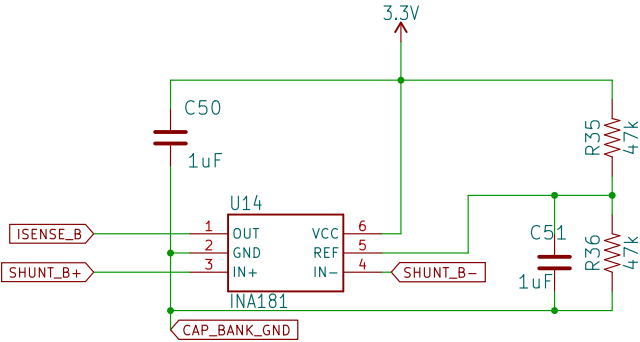 3.3V
C50
1uF
R35
47k
U14
ISENSE_B
1
OUT
VCC
6
2
GND
REF
5
SHUNT_B+
3
IN+
IN-
4
SHUNT_B-
INA181
C51
1uF
R36
47k
CAP_BANK_GND